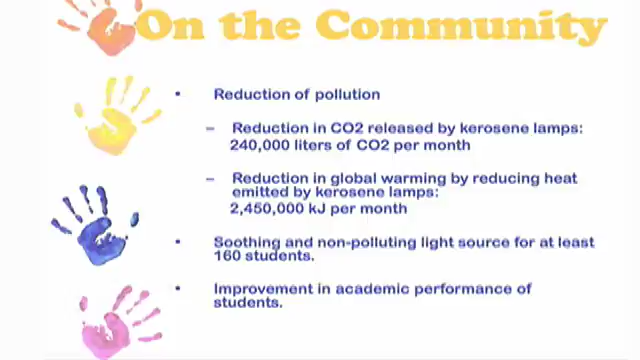 On the Community
• Reduction of pollution
– Reduction in CO2 released by kerosene lamps:
240,000 liters of CO2 per month
– Reduction in global warming by reducing heat
emitted by kerosene lamps:
2,450,000 kJ per month
• Soothing and non-polluting light source for at least
160 students.
• Improvement in academic performance of
students.